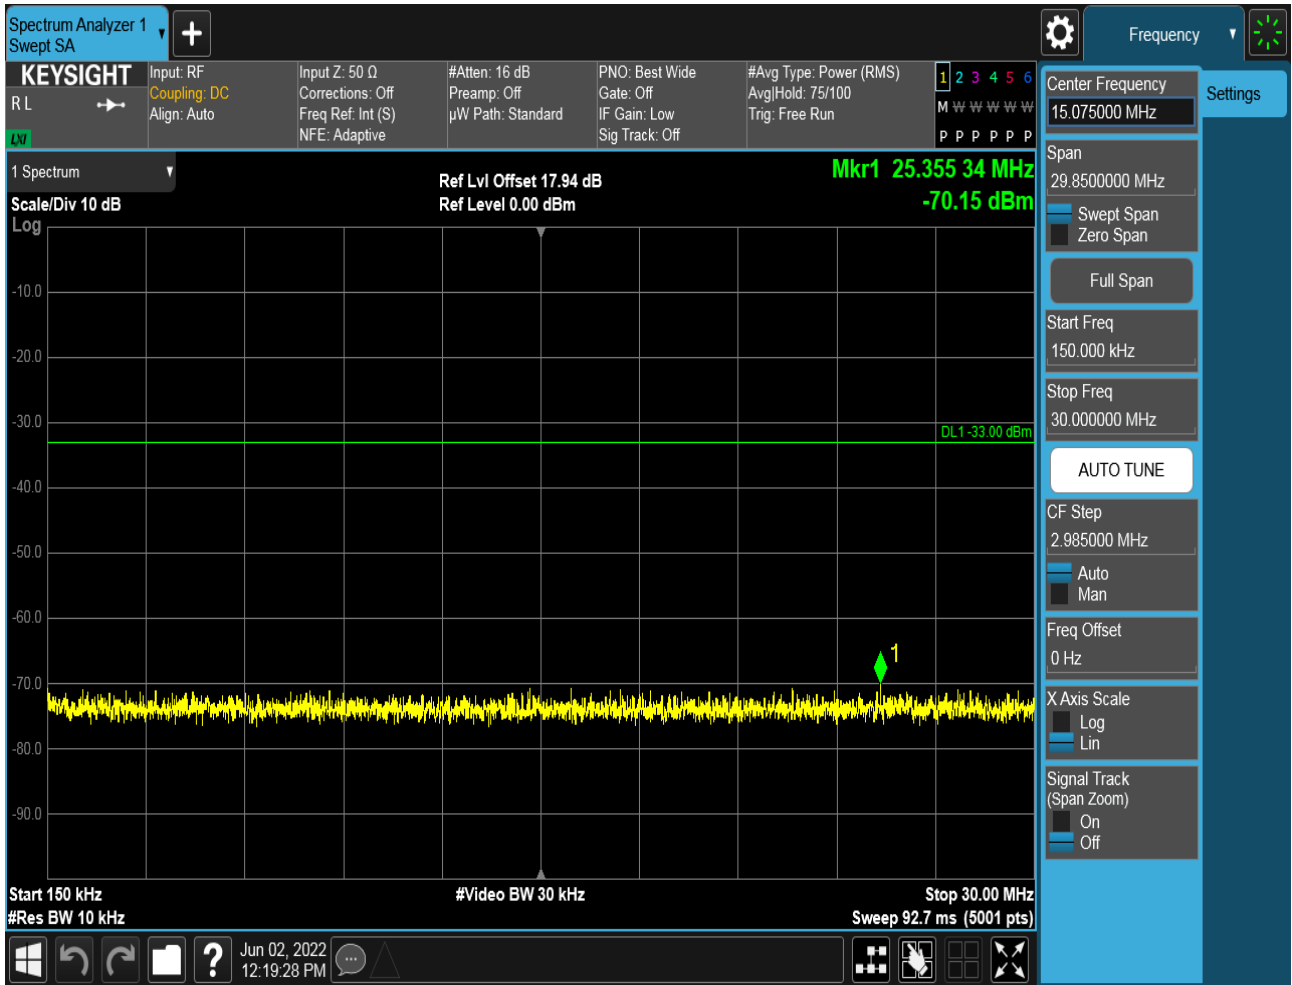 Spectrum Analyzer 1
Swept SA
+
Frequency
KEYSIGHT
R L
LXI
Input: RF
Coupling: DC
Align: Auto
Input Z: 50 Ω
Corrections: Off
Freq Ref: Int (S)
NFE: Adaptive
#Atten: 16 dB
Preamp: Off
µW Path: Standard
PNO: Best Wide
Gate: Off
IF Gain: Low
Sig Track: Off
#Avg Type: Power (RMS)
Avg|Hold: 75/100
Trig: Free Run
1 2 3 4 5 6
M W W W W W
P P P P P P
1 Spectrum
Scale/Div 10 dB
Log
Ref Lvl Offset 17.94 dB
Ref Level 0.00 dBm
Mkr1 25.355 34 MHz
-70.15 dBm
-10.0
-20.0
-30.0
DL1 -33.00 dBm
-40.0
-50.0
-60.0
1
-70.0
-80.0
-90.0
Start 150 kHz
#Res BW 10 kHz
#Video BW 30 kHz
Stop 30.00 MHz
Sweep 92.7 ms (5001 pts)
?
Jun 02, 2022
12:19:28 PM
Center Frequency
15.075000 MHz
Settings
Span
29.8500000 MHz
Swept Span
Zero Span
Full Span
Start Freq
150.000 kHz
Stop Freq
30.000000 MHz
AUTO TUNE
CF Step
2.985000 MHz
Auto
Man
Freq Offset
0 Hz
X Axis Scale
Log
Lin
Signal Track
(Span Zoom)
On
Off